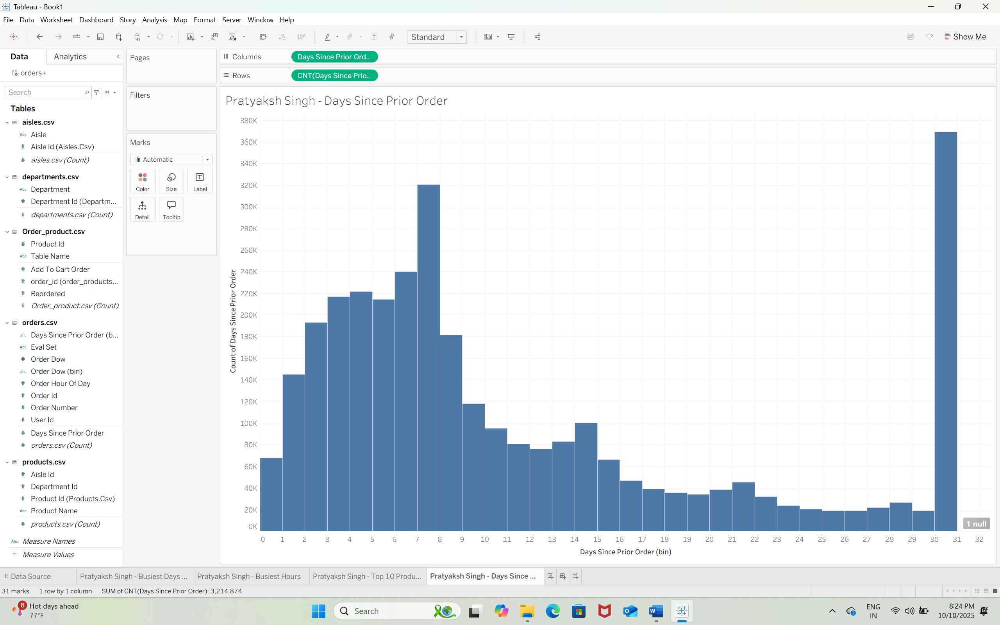 Tableau - Book1
File Data Worksheet Dashboard Story Analysis Map Format Server Window Help
Standard
Show Me
Data
Analytics
orders+
Search
Tables
aisles.csv
Abc Aisle
# Aisle Id (Aisles.Csv)
# aisles.csv (Count)
departments.csv
Abc Department
# Department Id (Departm...
# departments.csv (Count)
Order_product.csv
# Product Id
Abc Table Name
# Add To Cart Order
# order_id (order_products...
# Reordered
# Order_product.csv (Count)
orders.csv
Days Since Prior Order (b...
Abc Eval Set
# Order Dow
Order Dow (bin)
# Order Hour Of Day
# Order Id
# Order Number
# User Id
# Days Since Prior Order
# orders.csv (Count)
products.csv
# Aisle Id
# Department Id
# Product Id (Products.Csv)
Abc Product Name
# products.csv (Count)
Abc Measure Names
# Measure Values
Pages
Filters
Marks
Automatic
Color Size Label
Detail Tooltip
Columns Days Since Prior Ord..
Rows CNT(Days Since Prio..
Pratyaksh Singh - Days Since Prior Order
Count of Days Since Prior Order
380K
360K
340K
320K
300K
280K
260K
240K
220K
200K
180K
160K
140K
120K
100K
80K
60K
40K
20K
0K
1 null
0 1 2 3 4 5 6 7 8 9 10 11 12 13 14 15 16 17 18 19 20 21 22 23 24 25 26 27 28 29 30 31 32
Days Since Prior Order (bin)
Data Source Pratyaksh Singh - Busiest Days ... Pratyaksh Singh - Busiest Hours Pratyaksh Singh - Top 10 Produ... Pratyaksh Singh - Days Since ...
31 marks 1 row by 1 column SUM of CNT(Days Since Prior Order): 3,214,874
8
Hot days ahead
77°F
Search
ENG
IN
8:24 PM
10/10/2025